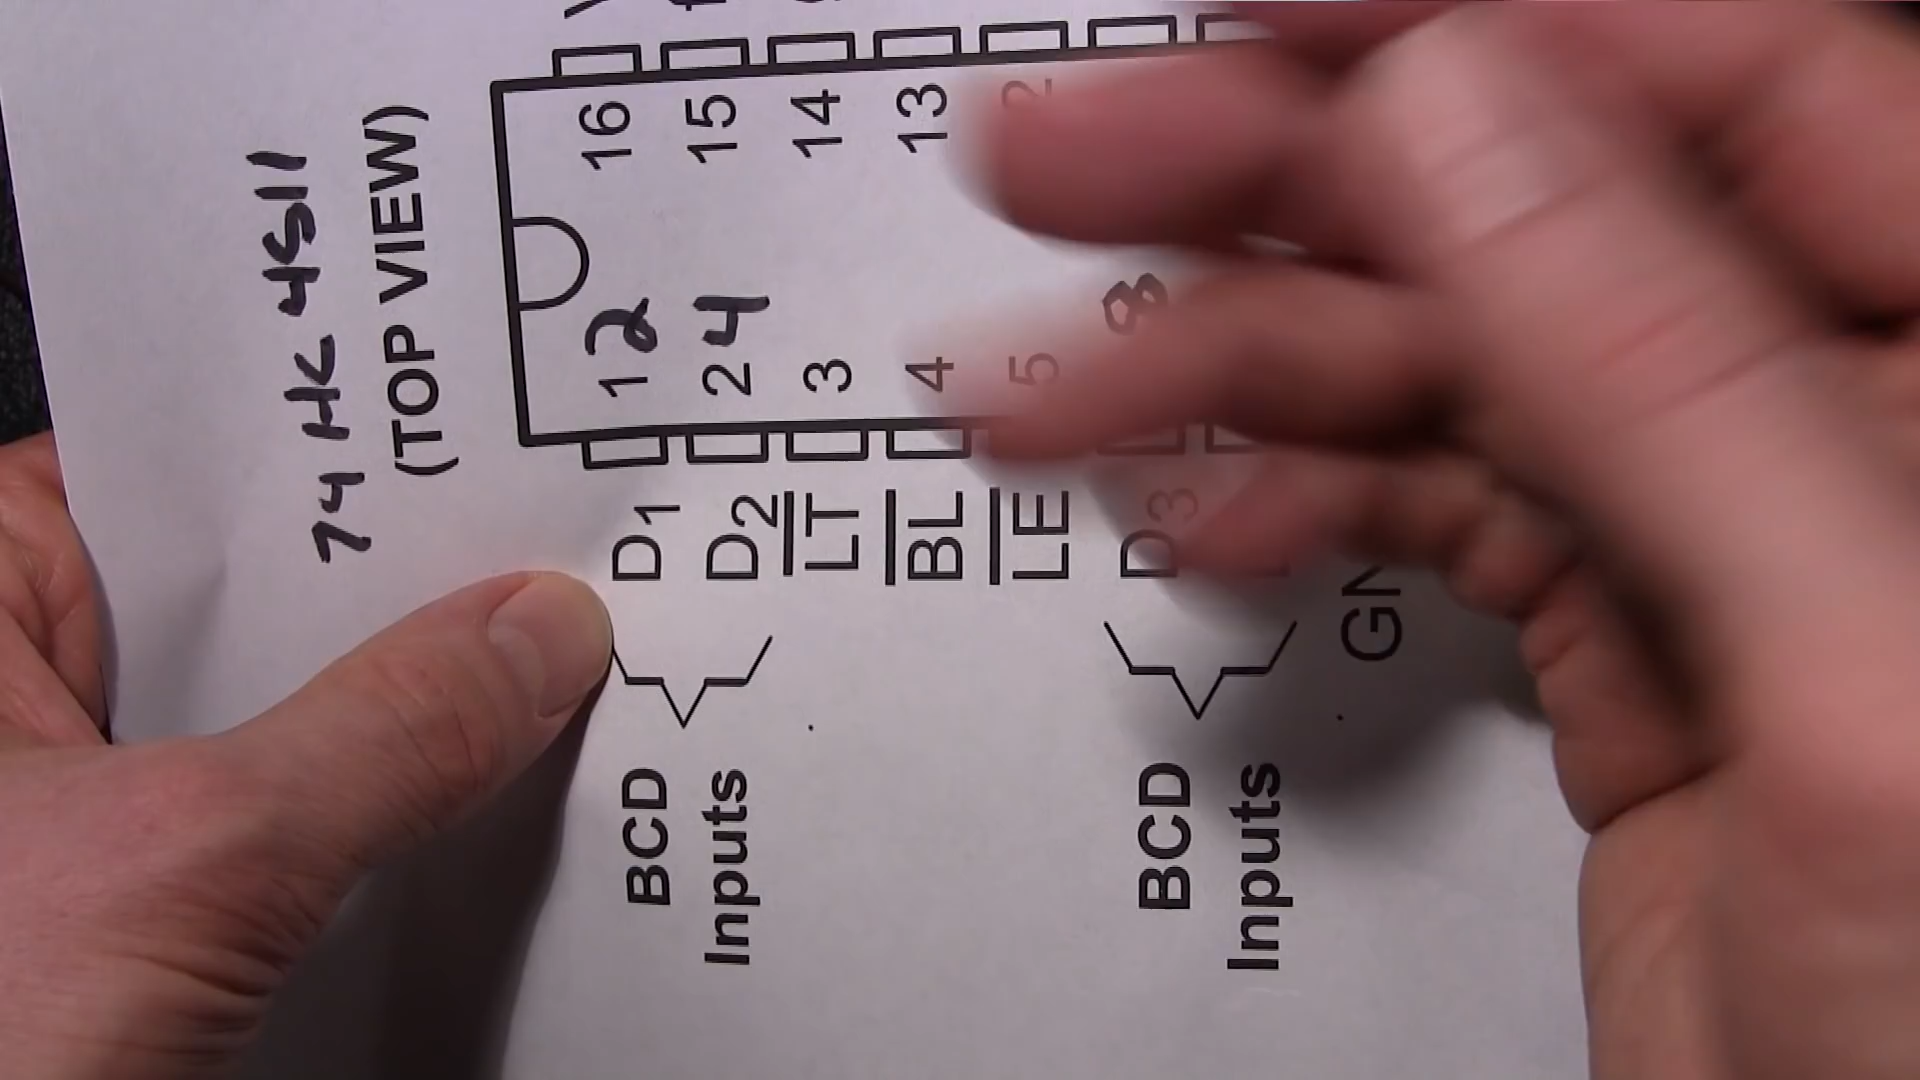 74 HC 4511
(TOP VIEW)
16 15 14 13
2 4 8
1 2 3 4 5
D1 D2 LT BL LE D3
BCD Inputs
BCD Inputs